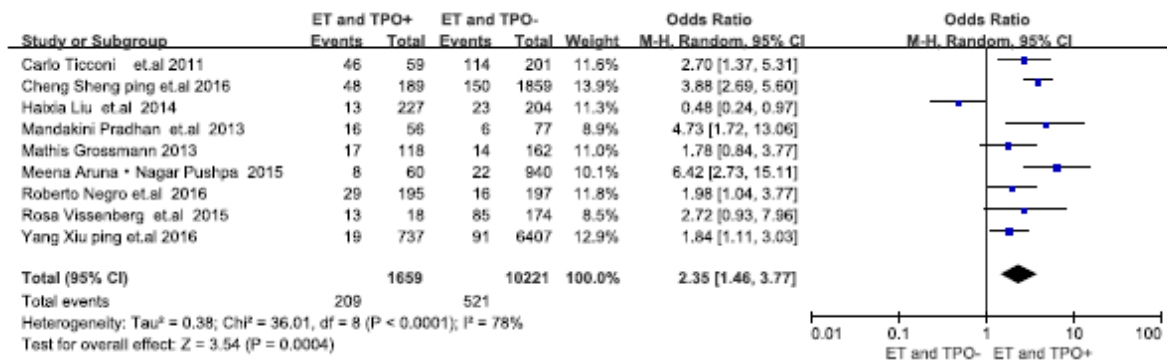 ET and TPO+ ET and TPO- Odds Ratio Odds Ratio
Study or Subgroup Events Total Events Total Weight M-H, Random, 95% CI M-H, Random, 95% CI
Carlo Ticconi et.al 2011 46 59 114 201 11.6% 2.70 [1.37, 5.31]
Cheng Sheng ping et.al 2016 48 189 150 1859 13.9% 3.88 [2.69, 5.60]
Haixia Liu et.al 2014 13 227 23 204 11.4% 0.48 [0.24, 0.97]
Mandakini Pradhan et.al 2013 16 56 6 77 8.9% 4.73 [1.72, 13.06]
Mathis Grossmann 2013 17 118 14 162 11.0% 1.78 [0.84, 3.77]
Meena Aruna・Nagar Pushpa 2015 8 60 22 940 10.1% 6.42 [2.73, 15.11]
Roberto Negro et.al 2016 29 195 16 197 11.8% 1.98 [1.04, 3.77]
Rosa Vissenberg et.al 2015 13 18 85 174 8.5% 2.72 [0.93, 7.96]
Yang Xiu ping et.al 2016 19 737 91 6407 12.9% 1.84 [1.11, 3.03]
Total (95% CI) 1659 10221 100.0% 2.35 [1.46, 3.77]
Total events 209 521
Heterogeneity: Tau² = 0.38; Chi² = 36.01, df = 8 (P < 0.0001); I² = 78%
Test for overall effect: Z = 3.54 (P = 0.0004)
0.01 0.1 1 10 100
ET and TPO- ET and TPO+